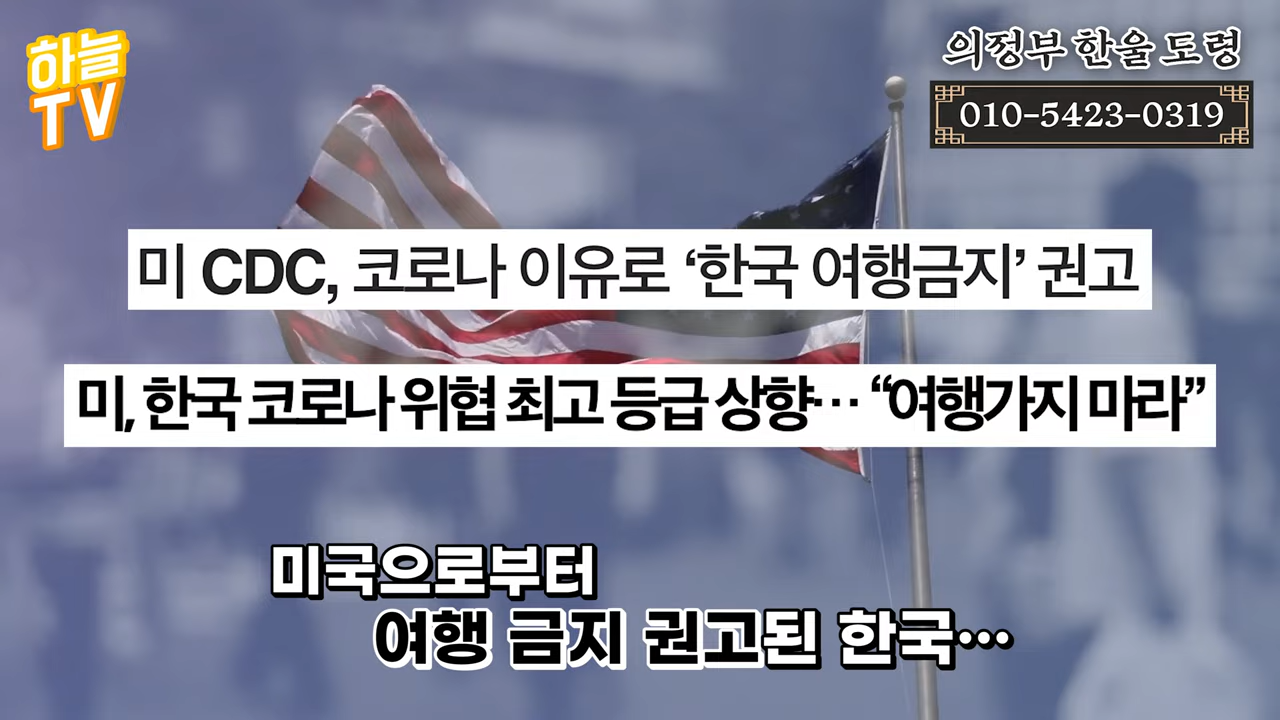 하늘
TV
의정부 한울 도령
010-5423-0319
미 CDC, 코로나 이유로 ‘한국 여행금지’ 권고
미, 한국 코로나 위협 최고 등급 상향… “여행가지 마라”
미국으로부터
여행 금지 권고된 한국…